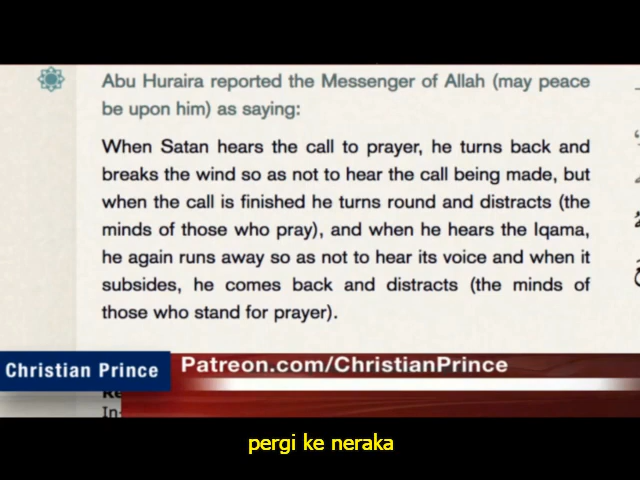 Abu Huraira reported the Messenger of Allah (may peace
be upon him) as saying:
When Satan hears the call to prayer, he turns back and
breaks the wind so as not to hear the call being made, but
when the call is finished he turns round and distracts (the
minds of those who pray), and when he hears the Iqama,
he again runs away so as not to hear its voice and when it
subsides, he comes back and distracts (the minds of
those who stand for prayer).
Christian Prince
Patreon.com/ChristianPrince
In-
pergi ke neraka